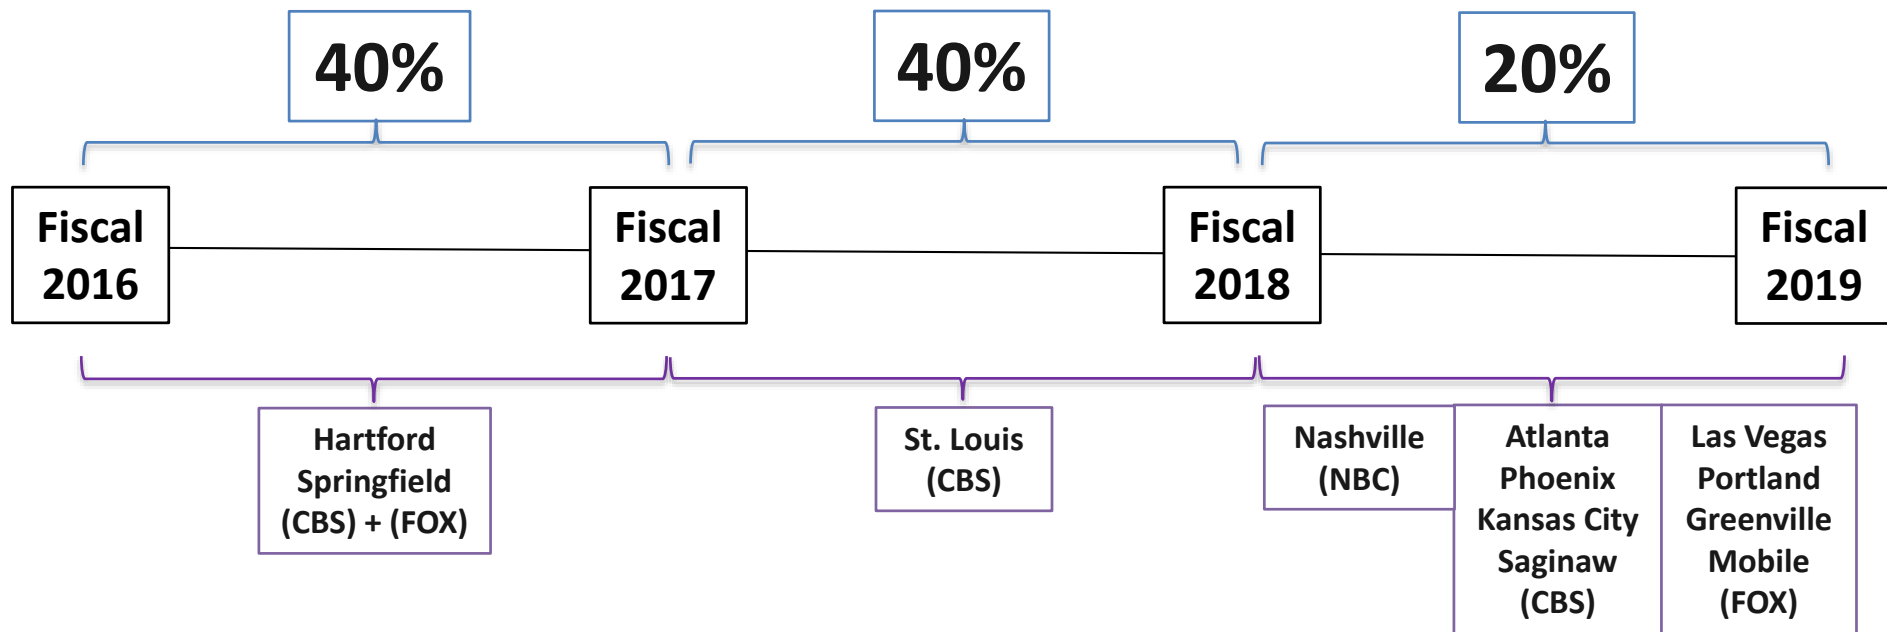 40%
40%
20%
Fiscal
2016
Fiscal
2017
Fiscal
2018
Fiscal
2019
Hartford
Springfield
(CBS) + (FOX)
St. Louis
(CBS)
Nashville
(NBC)
Atlanta
Phoenix
Kansas City
Saginaw
(CBS)
Las Vegas
Portland
Greenville
Mobile
(FOX)